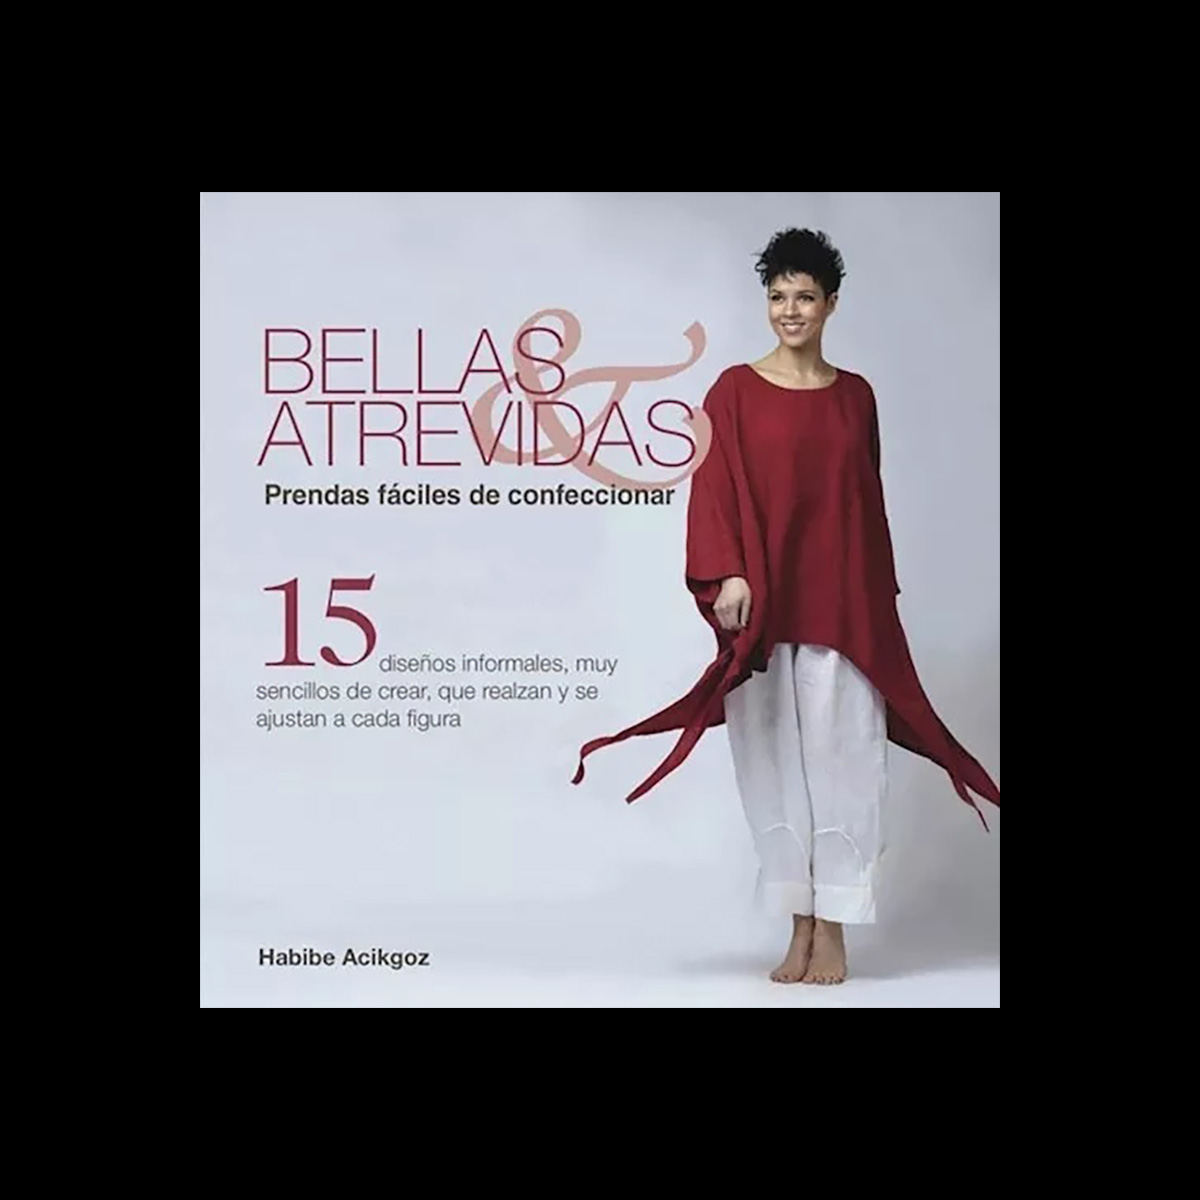 BELLAS &
ATREVIDAS
Prendas fáciles de confeccionar
15 diseños informales, muy
sencillos de crear, que realzan y se
ajustan a cada figura
Habibe Acikgoz